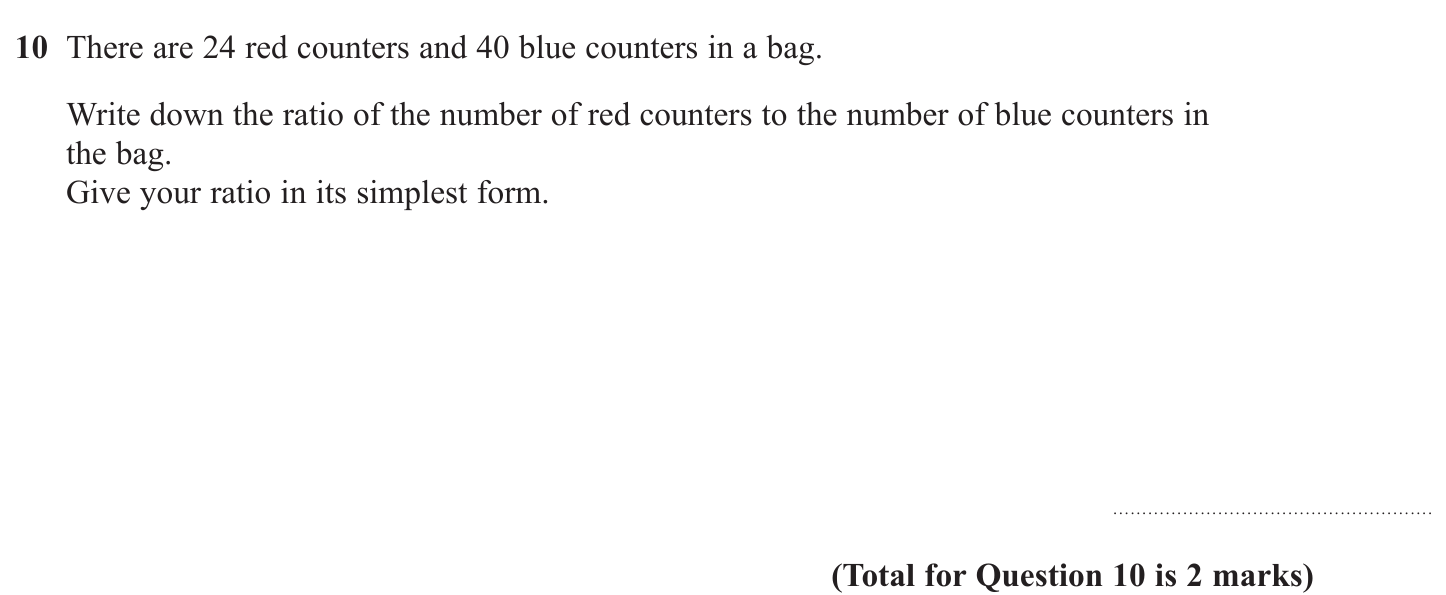 10 There are 24 red counters and 40 blue counters in a bag.
Write down the ratio of the number of red counters to the number of blue counters in
the bag.
Give your ratio in its simplest form.
(Total for Question 10 is 2 marks)